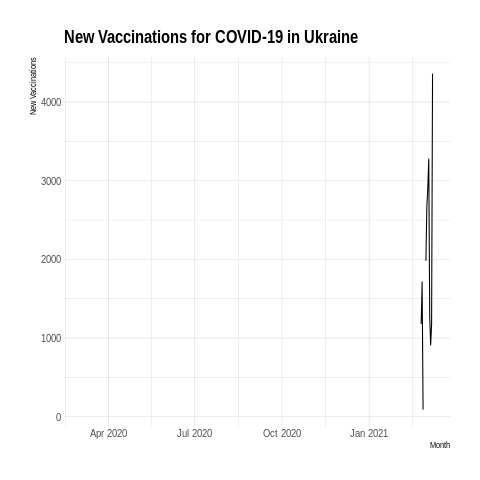 New Vaccinations for COVID-19 in Ukraine
New Vaccinations
4000
3000
2000
1000
0
Apr 2020
Jul 2020
Oct 2020
Jan 2021
Month